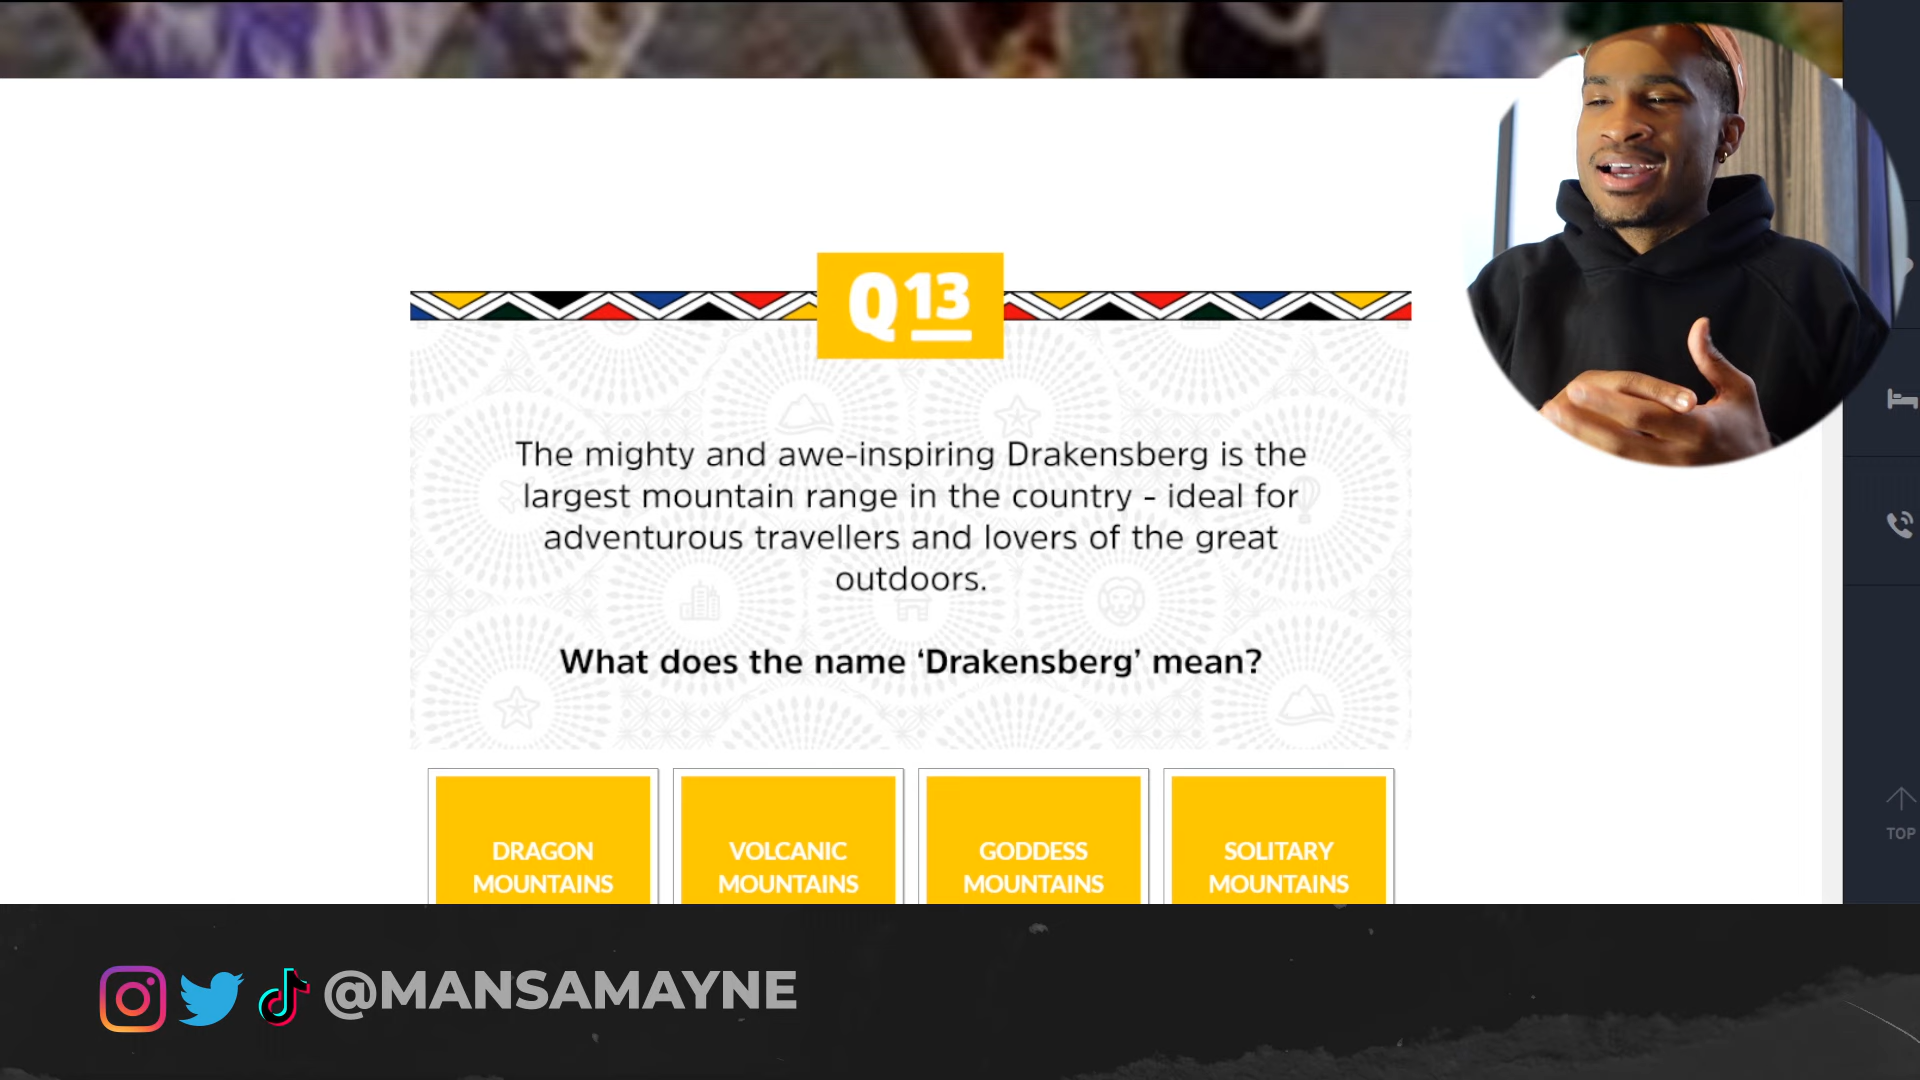 Q13
The mighty and awe-inspiring Drakensberg is the
largest mountain range in the country - ideal for
adventurous travellers and lovers of the great
outdoors.
What does the name ‘Drakensberg’ mean?
DRAGON
MOUNTAINS
VOLCANIC
MOUNTAINS
GODDESS
MOUNTAINS
SOLITARY
MOUNTAINS
TOP
@MANSAMAYNE